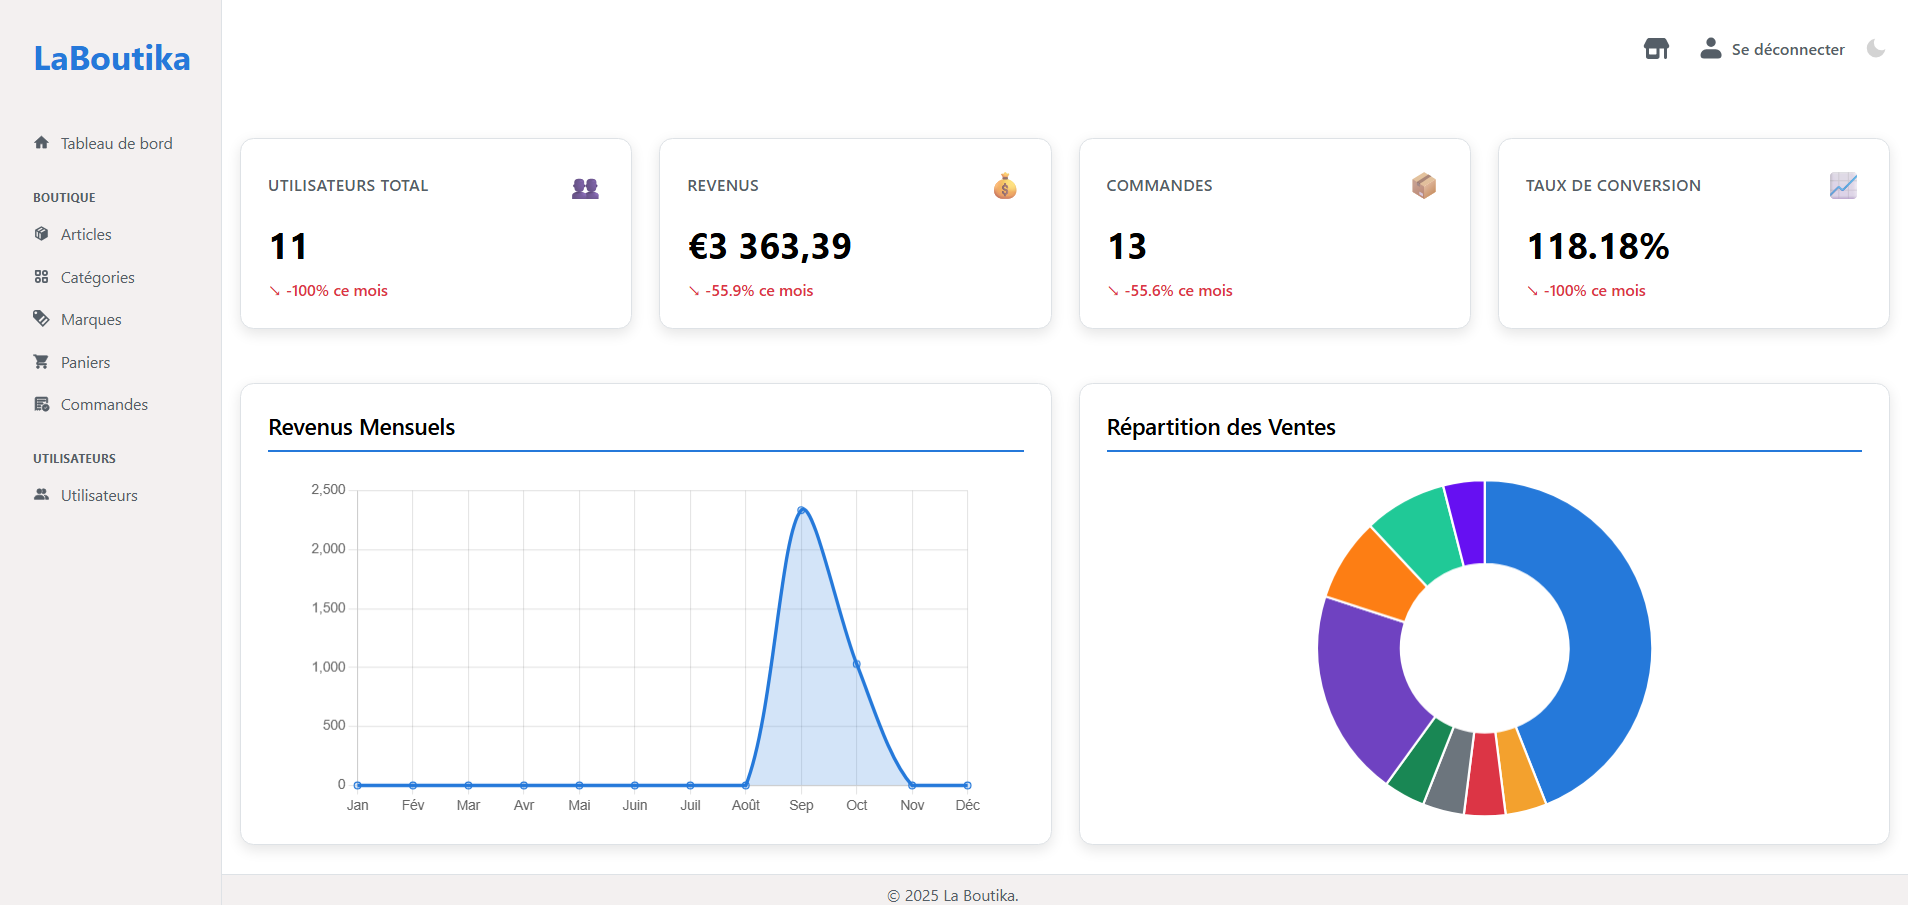 LaBoutika
Se déconnecter
Tableau de bord
BOUTIQUE
Articles
Catégories
Marques
Paniers
Commandes
UTILISATEURS
Utilisateurs
UTILISATEURS TOTAL
11
↘ -100% ce mois
REVENUS
€3 363,39
↘ -55.9% ce mois
COMMANDES
13
↘ -55.6% ce mois
TAUX DE CONVERSION
118.18%
↘ -100% ce mois
Revenus Mensuels
2,500
2,000
1,500
1,000
500
0
Jan Fév Mar Avr Mai Juin Juil Août Sep Oct Nov Déc
Répartition des Ventes
© 2025 La Boutika.